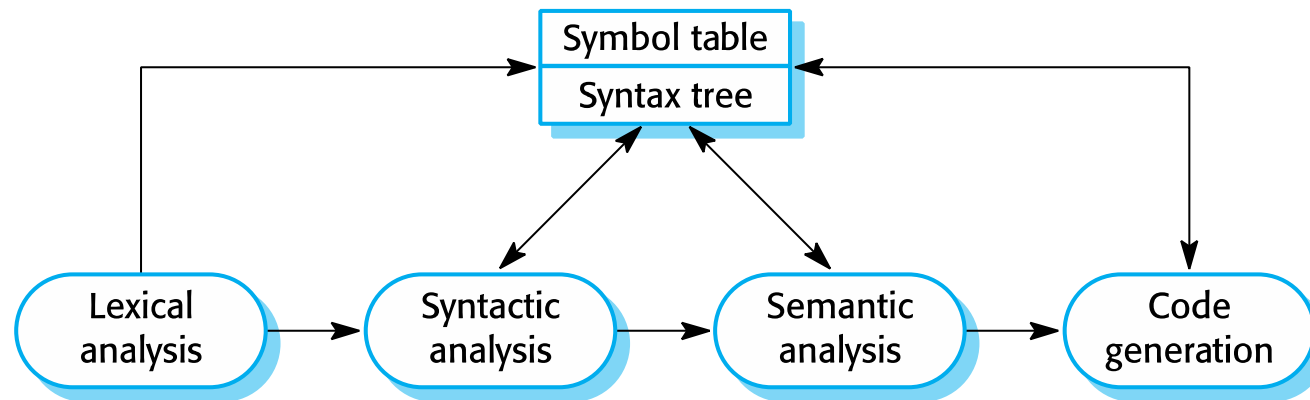 Symbol table
Syntax tree
Lexical
analysis
Syntactic
analysis
Semantic
analysis
Code
generation